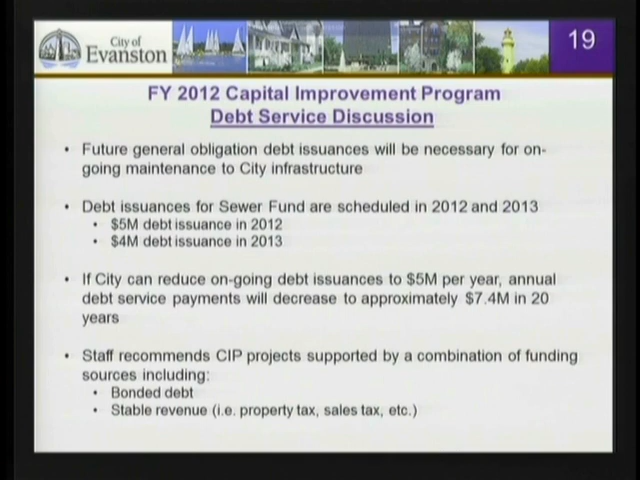 City of
Evanston
19
FY 2012 Capital Improvement Program
Debt Service Discussion
• Future general obligation debt issuances will be necessary for on-
going maintenance to City infrastructure
• Debt issuances for Sewer Fund are scheduled in 2012 and 2013
• $5M debt issuance in 2012
• $4M debt issuance in 2013
• If City can reduce on-going debt issuances to $5M per year, annual
debt service payments will decrease to approximately $7.4M in 20
years
• Staff recommends CIP projects supported by a combination of funding
sources including:
• Bonded debt
• Stable revenue (i.e. property tax, sales tax, etc.)